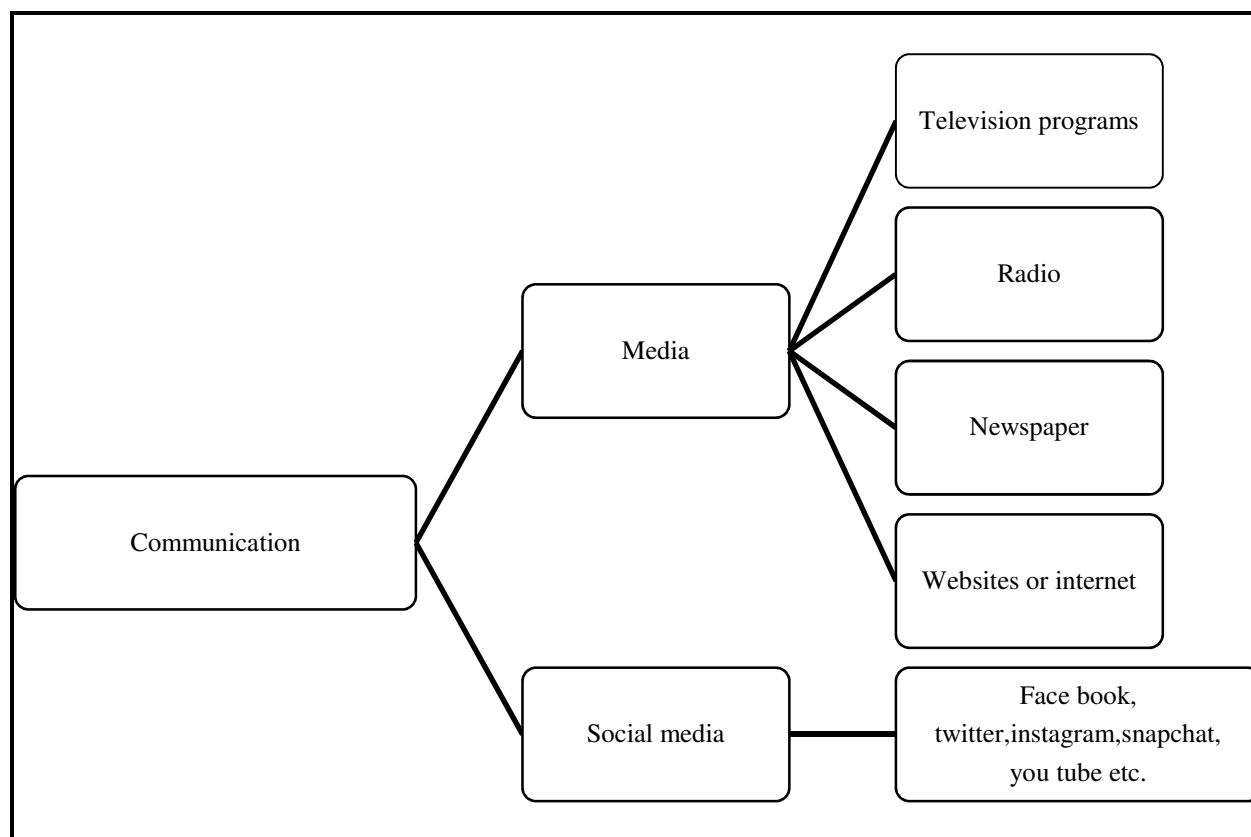 Television programs
Radio
Media
Newspaper
Communication
Websites or internet
Social media
Face book,
twitter,instagram,snapchat,
you tube etc.